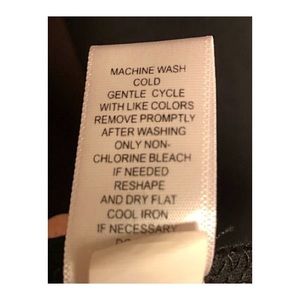 MACHINE WASH
COLD
GENTLE CYCLE
WITH LIKE COLORS
REMOVE PROMPTLY
AFTER WASHING
ONLY NON-
CHLORINE BLEACH
IF NEEDED
RESHAPE
AND DRY FLAT
COOL IRON
IF NECESSARY